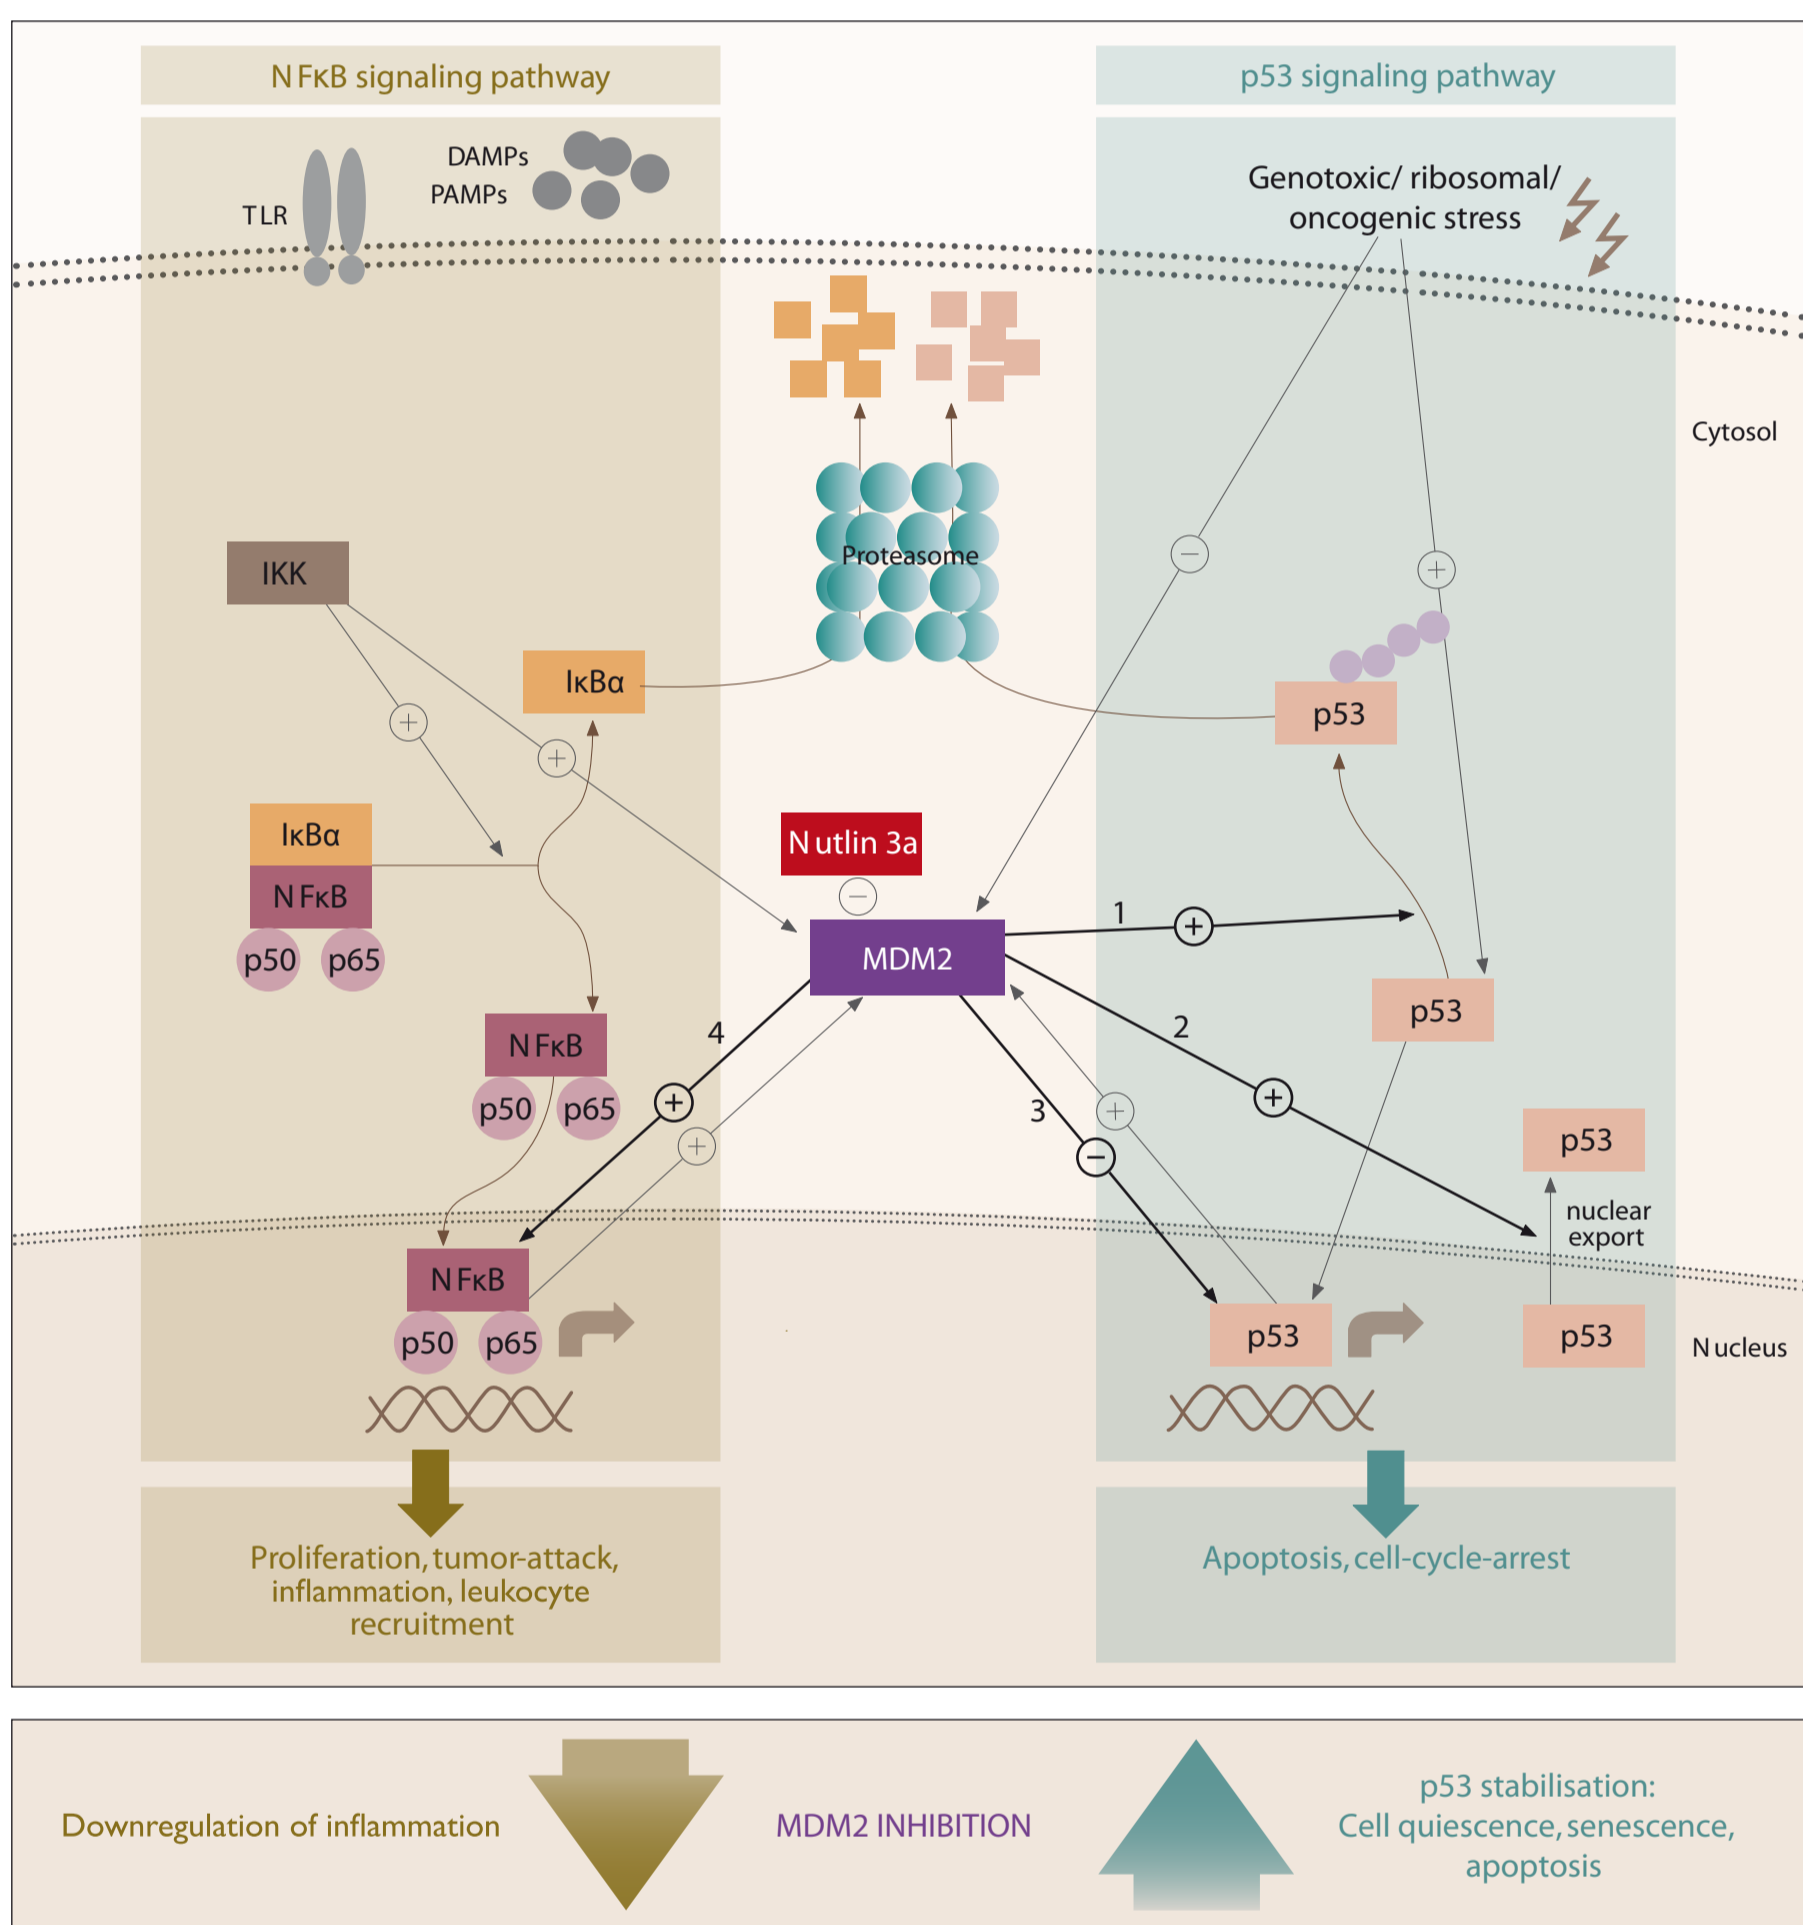 NFκB signaling pathway
p53 signaling pathway
DAMPs
PAMPs
TLR
Genotoxic/ ribosomal/
oncogenic stress
Cytosol
Proteasome
IKK
+
+
−
+
IκBα
p53
IκBα
NFκB
p50
p65
Nutlin 3a
−
MDM2
1
+
2
+
3
−
+
4
+
+
p53
NFκB
p50
p65
p53
nuclear
export
NFκB
p50
p65
p53
p53
Nucleus
Proliferation, tumor-attack,
inflammation, leukocyte
recruitment
Apoptosis, cell-cycle-arrest
Downregulation of inflammation
MDM2 INHIBITION
p53 stabilisation:
Cell quiescence, senescence,
apoptosis